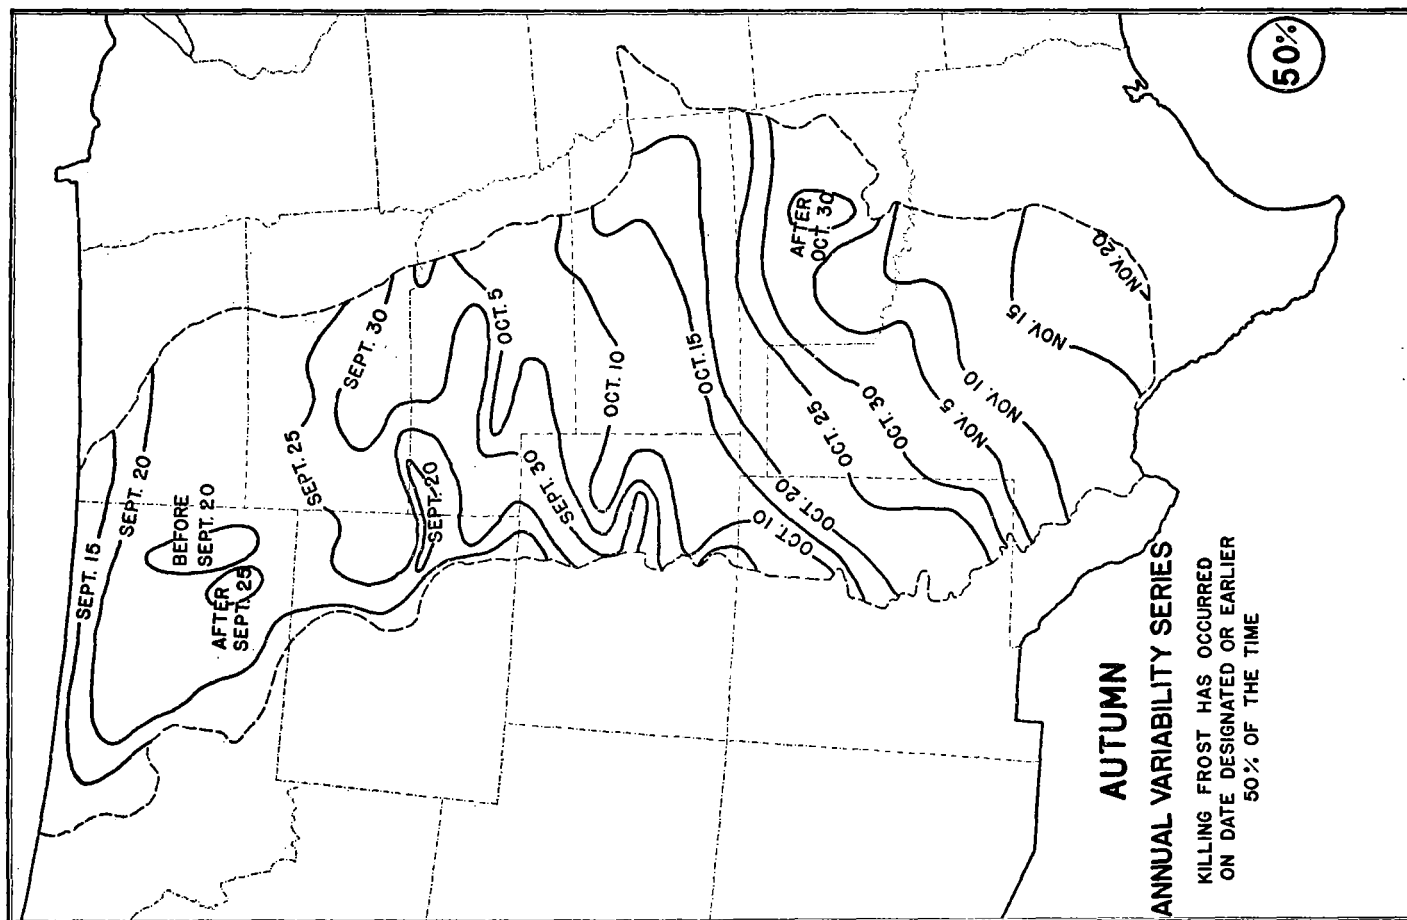 50%
SEPT. 15
SEPT. 20
BEFORE
SEPT. 20
AFTER
SEPT. 25
SEPT. 25
SEPT. 30
SEPT. 20
OCT. 5
SEPT. 30
OCT. 10
OCT. 15
OCT. 10
OCT. 20
OCT. 25
OCT. 30
AFTER
OCT. 30
NOV. 5
NOV. 10
NOV. 15
NOV. 20
AUTUMN
ANNUAL VARIABILITY SERIES
KILLING FROST HAS OCCURRED
ON DATE DESIGNATED OR EARLIER
50% OF THE TIME